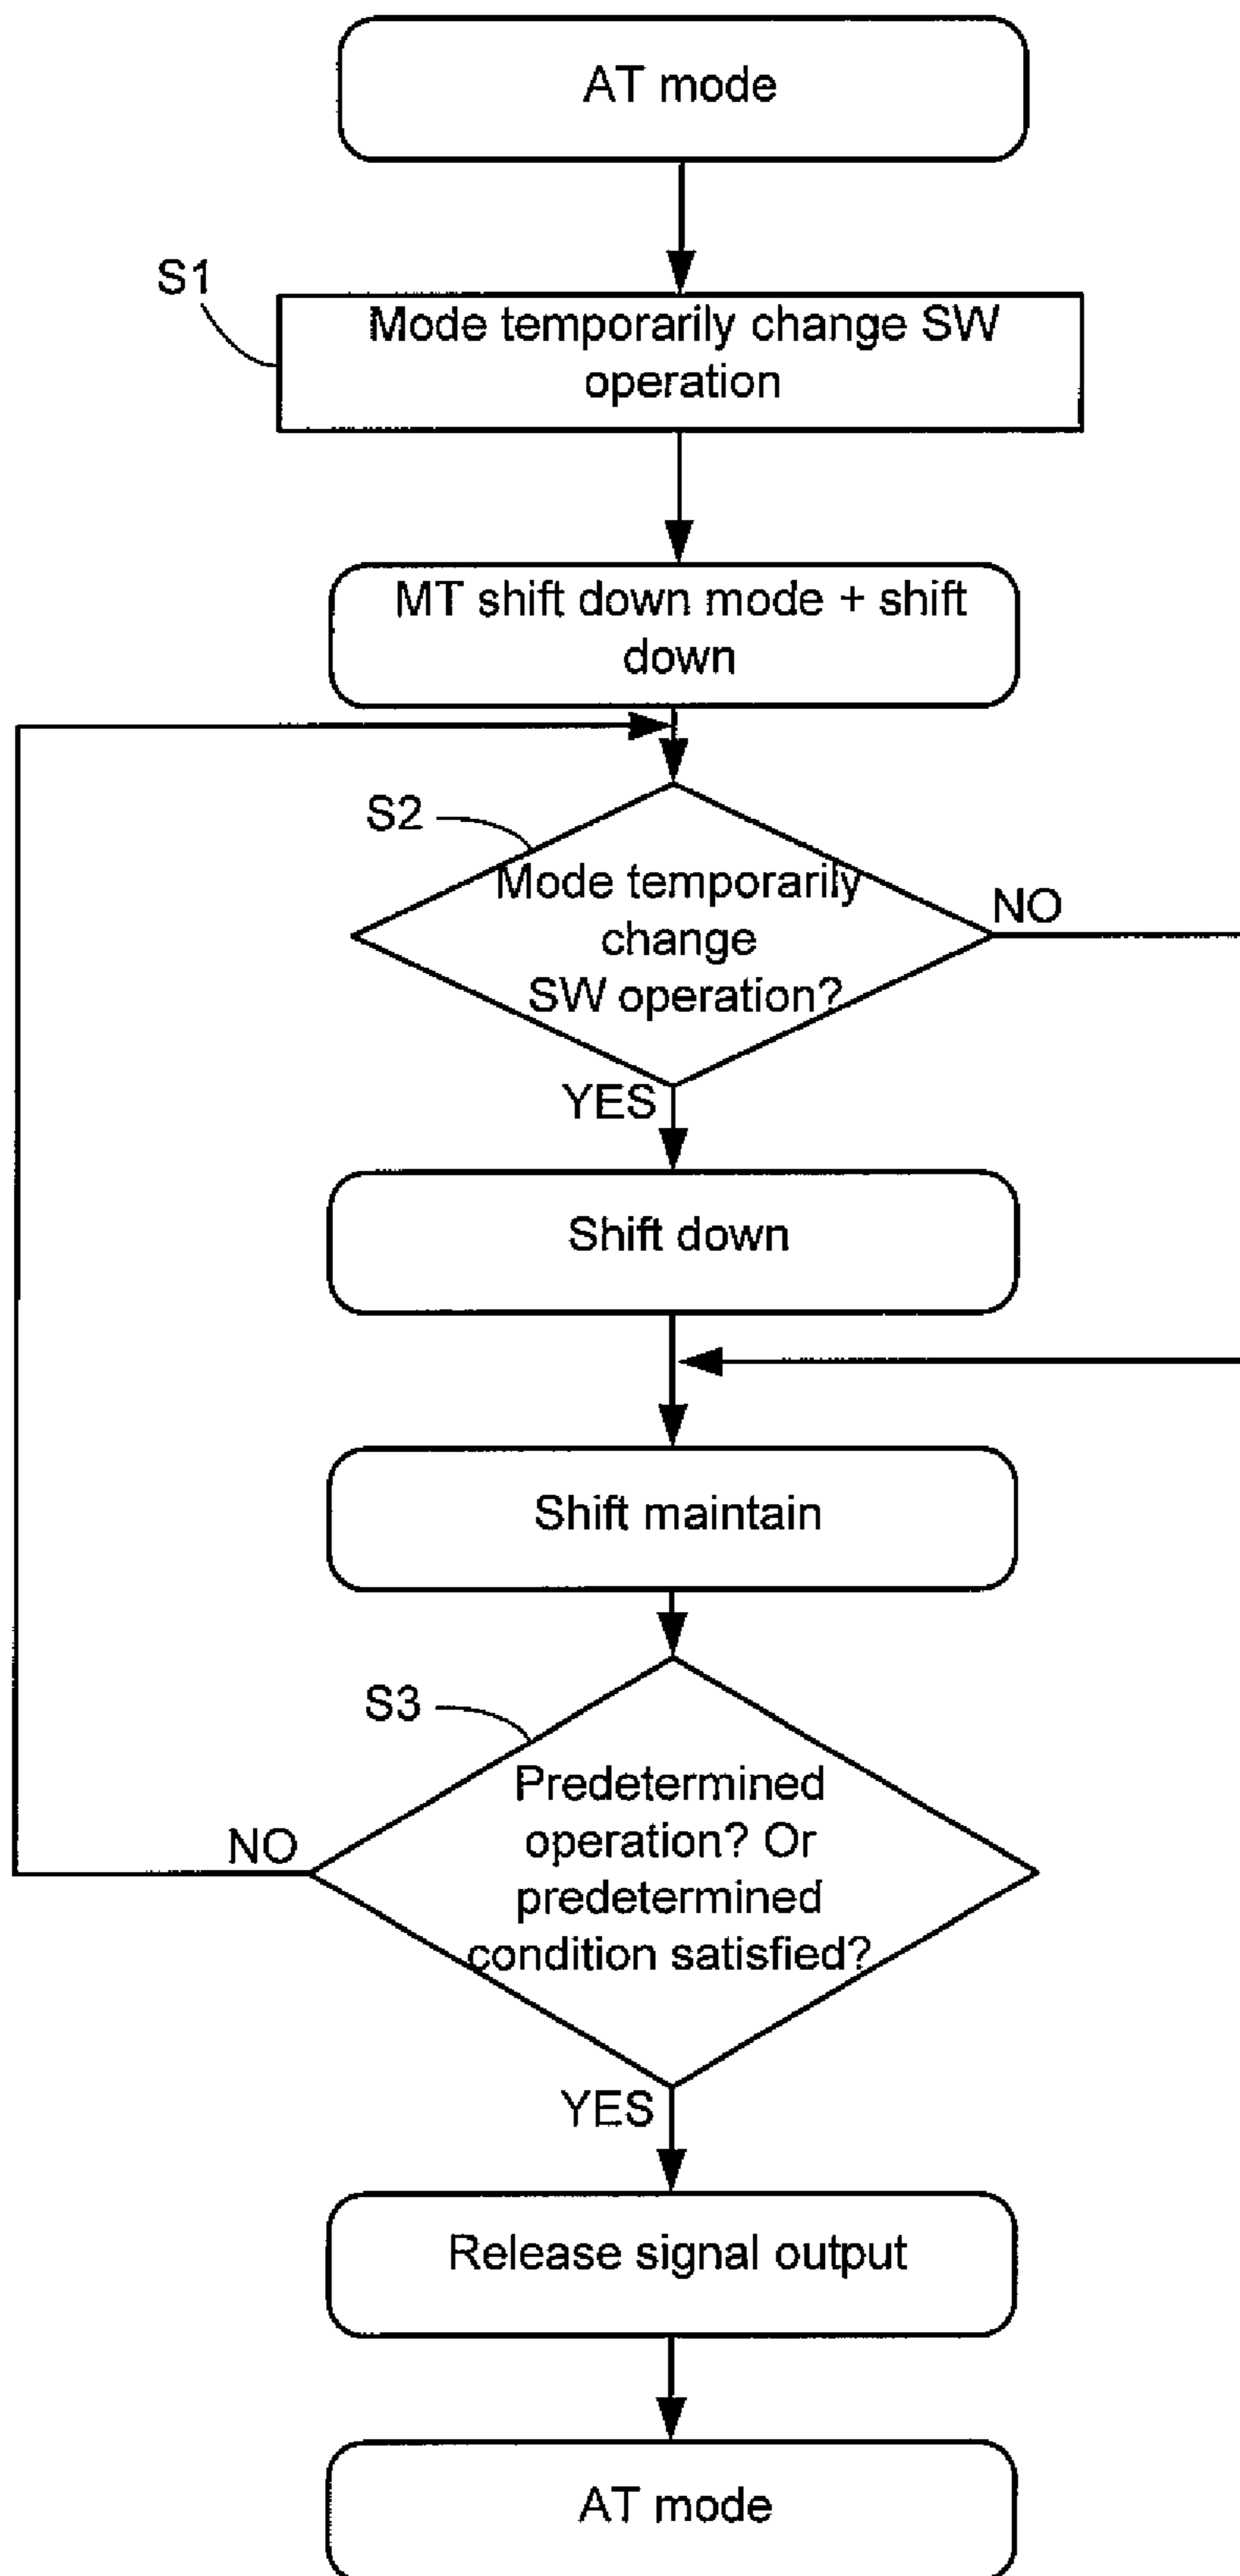 AT mode
S1
Mode temporarily change SW
operation
MT shift down mode + shift
down
S2
Mode temporarily
change
SW operation?
NO
YES
Shift down
Shift maintain
S3
Predetermined
operation? Or
predetermined
condition satisfied?
NO
YES
Release signal output
AT mode